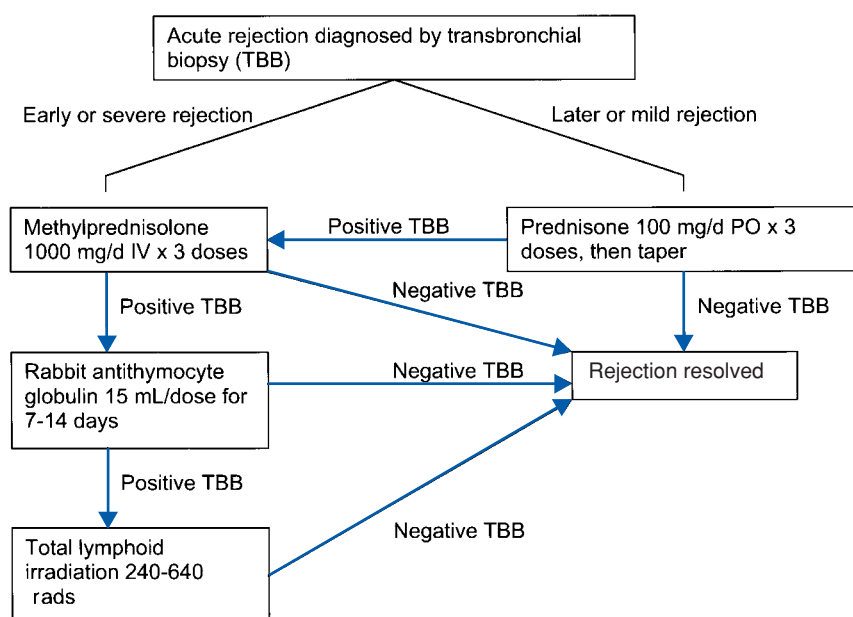 Acute rejection diagnosed by transbronchial
biopsy (TBB)
Early or severe rejection
Later or mild rejection
Methylprednisolone
1000 mg/d IV x 3 doses
Positive TBB
Prednisone 100 mg/d PO x 3
doses, then taper
Positive TBB
Negative TBB
Negative TBB
Rabbit antithymocyte
globulin 15 mL/dose for
7-14 days
Negative TBB
Rejection resolved
Positive TBB
Negative TBB
Total lymphoid
irradiation 240-640
rads